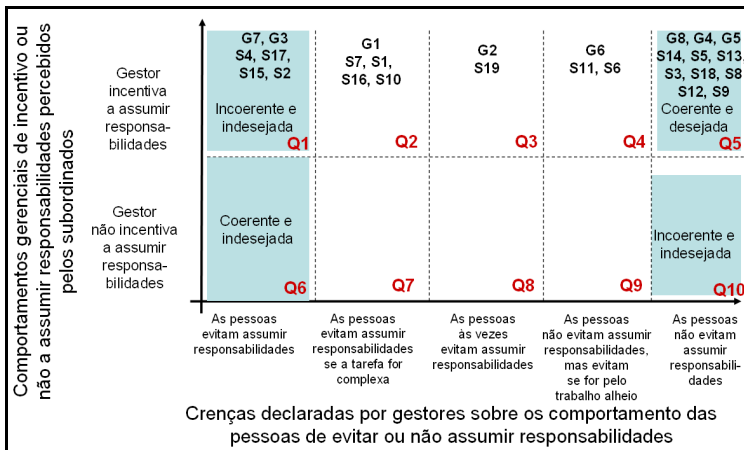 Comportamentos gerenciais de incentivo ou
não a assumir responsabilidades percebidos
pelos subordinados
Gestor
incentiva
a assumir
responsa-
bilidades
G7, G3
S4, S17,
S15, S2
Incoerente e
indesejada
Q1
G1
S7, S1,
S16, S10
Q2
G2
S19
Q3
G6
S11, S6
Q4
G8, G4, G5
S14, S5, S13,
S3, S18, S8
S12, S9
Coerente e
desejada
Q5
Gestor
não incentiva
a assumir
responsa-
bilidades
Coerente e
indesejada
Q6
Q7
Q8
Q9
Incoerente e
indesejada
Q10
As pessoas
evitam assumir
responsabilidades
As pessoas
evitam assumir
responsabilidades
se a tarefa for
complexa
As pessoas
às vezes
evitam assumir
responsabilidades
As pessoas
não evitam assumir
responsabilidades,
mas evitam
se for pelo
trabalho alheio
As pessoas
não evitam
assumir
responsabili-
dades
Crenças declaradas por gestores sobre os comportamento das
pessoas de evitar ou não assumir responsabilidades